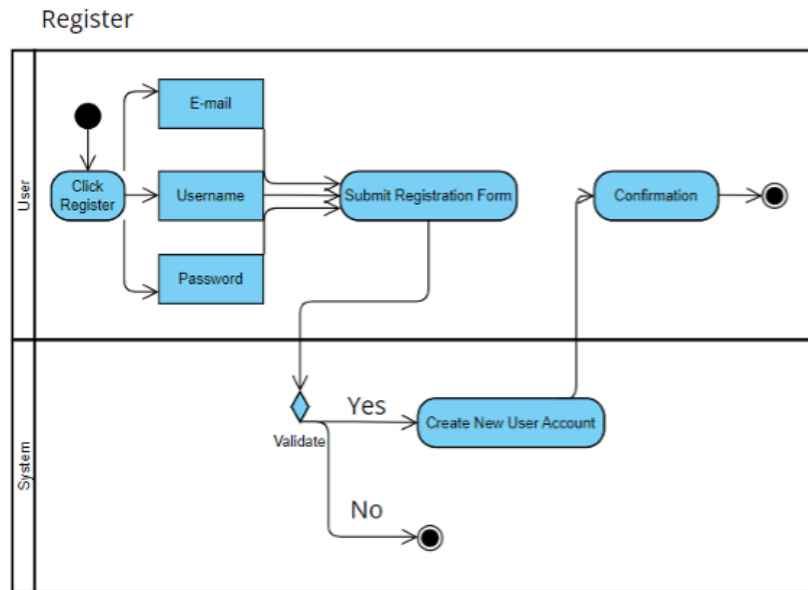 Register
User
E-mail
Click
Register
Username
Password
Submit Registration Form
Confirmation
System
Validate
Yes
Create New User Account
No